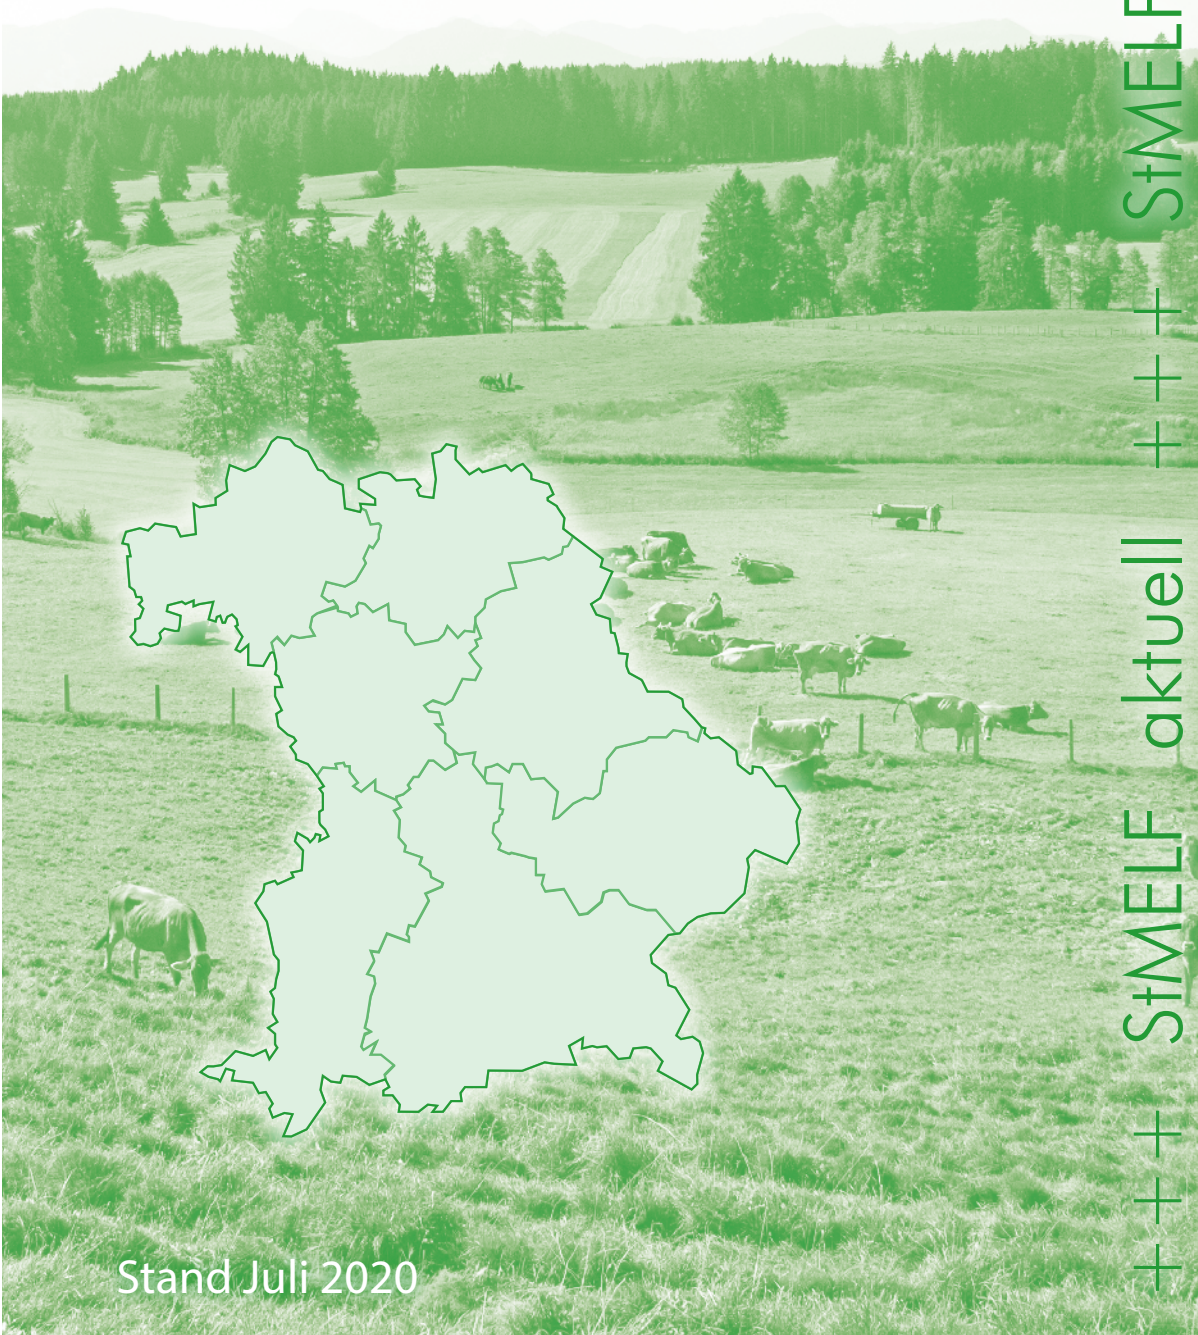 StMELF
+ + +
aktuell
StMELF
+ + +
Stand Juli 2020